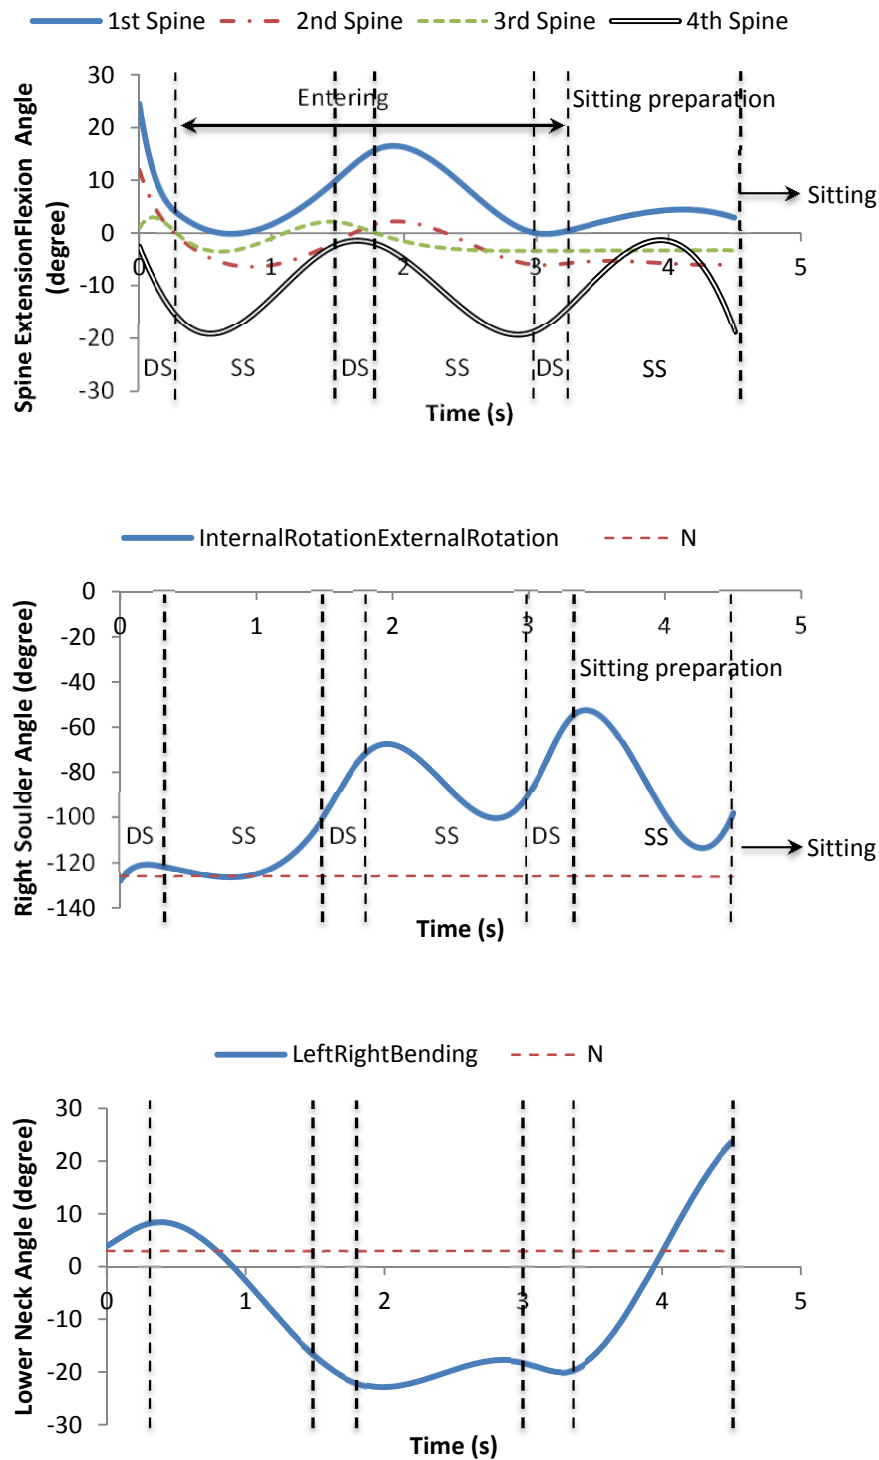 1st Spine 2nd Spine 3rd Spine 4th Spine
Spine ExtensionFlexion Angle
(degree)
30
20
10
0
-10
-20
-30
Entering
Sitting preparation
Sitting
0 1 2 3 4 5
DS SS DS SS DS SS
Time (s)
InternalRotationExternalRotation N
Right Soulder Angle (degree)
0
-20
-40
-60
-80
-100
-120
-140
0 1 2 3 4 5
Sitting preparation
DS SS DS SS DS SS
Sitting
Time (s)
LeftRightBending N
Lower Neck Angle (degree)
30
20
10
0
-10
-20
-30
0 1 2 3 4 5
Time (s)